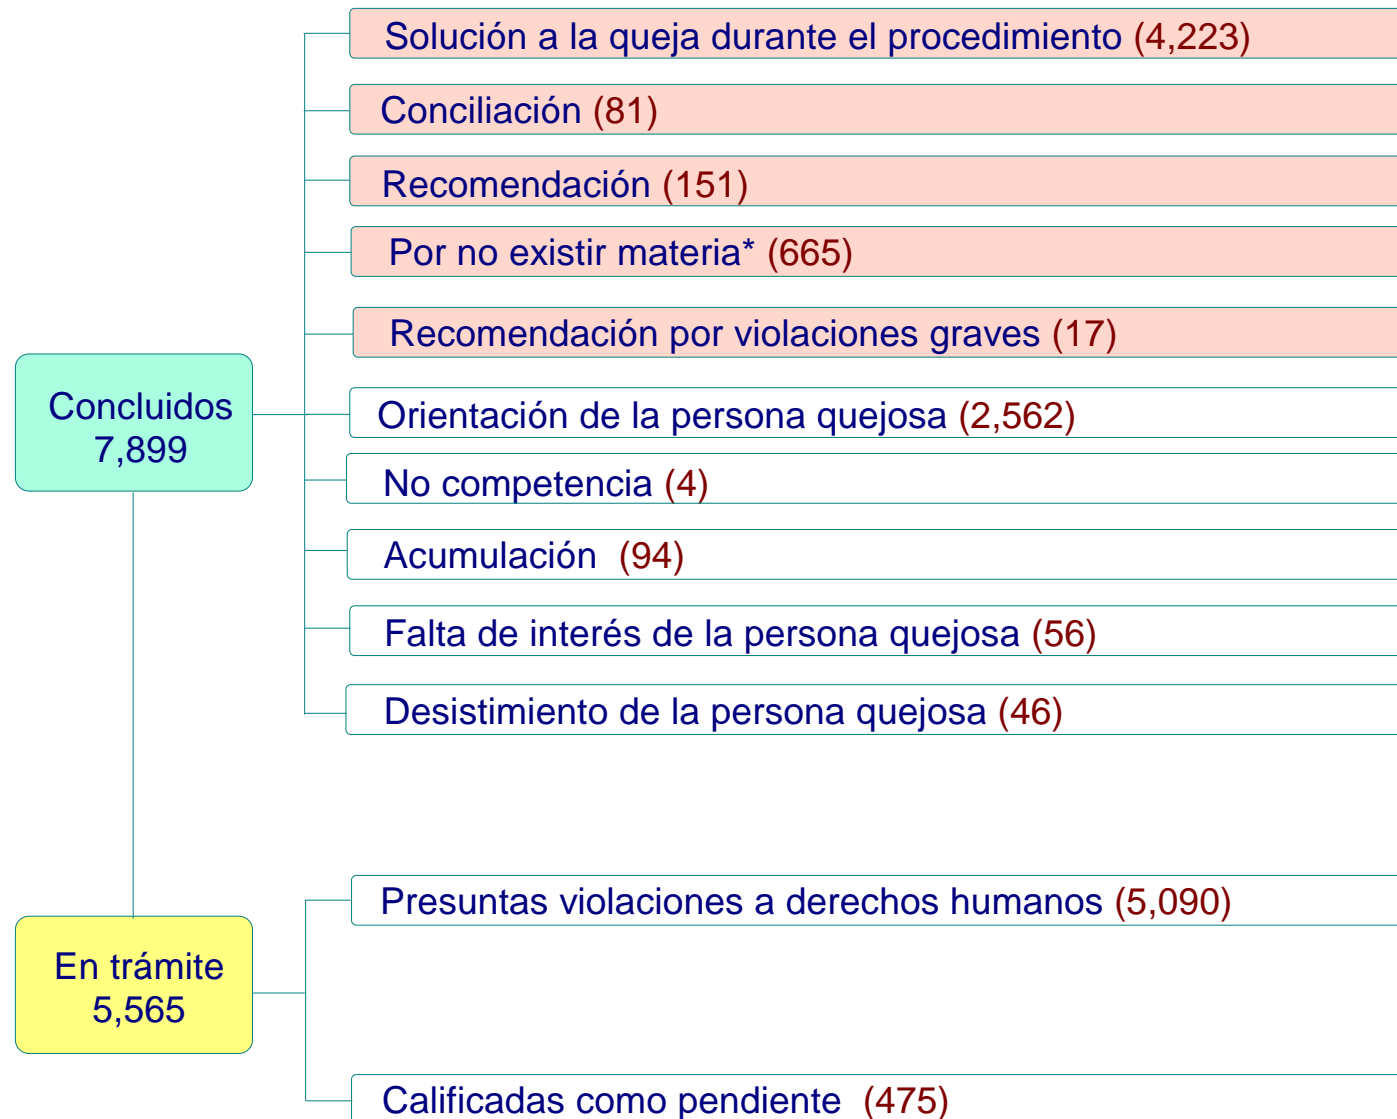 Solución a la queja durante el procedimiento (4,223)
Conciliación (81)
Recomendación (151)
Por no existir materia* (665)
Recomendación por violaciones graves (17)
Concluidos
7,899
Orientación de la persona quejosa (2,562)
No competencia (4)
Acumulación (94)
Falta de interés de la persona quejosa (56)
Desistimiento de la persona quejosa (46)
Presuntas violaciones a derechos humanos (5,090)
En trámite
5,565
Calificadas como pendiente (475)